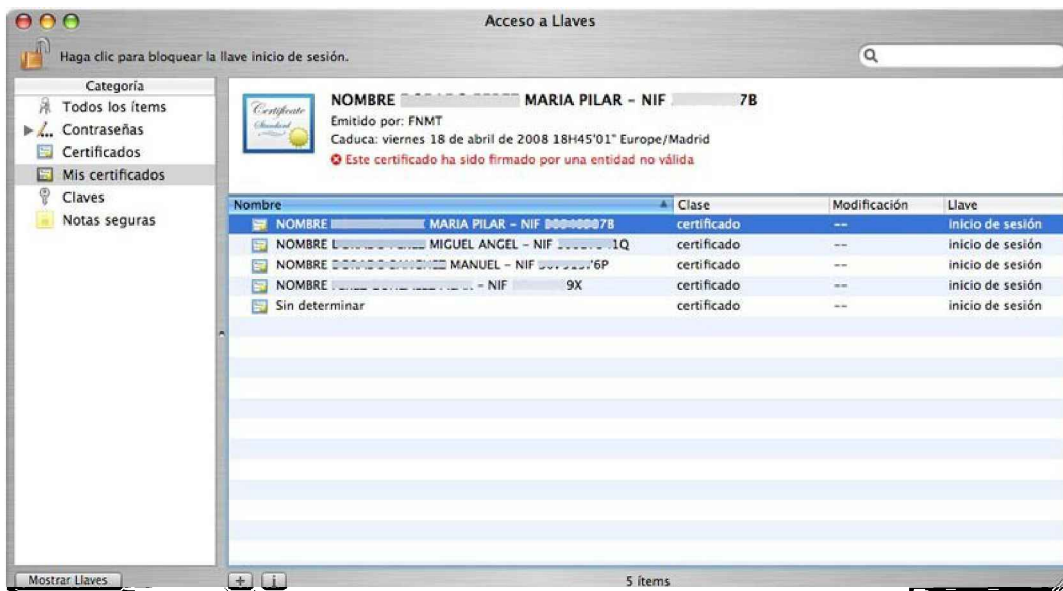 Acceso a Llaves
Haga clic para bloquear la llave inicio de sesión.
Categoría
Todos los ítems
Contraseñas
Certificados
Mis certificados
Claves
Notas seguras
Certificate
Standard
NOMBRE MARIA PILAR - NIF 7B
Emitido por: FNMT
Caduca: viernes 18 de abril de 2008 18H45'01" Europe/Madrid
Este certificado ha sido firmado por una entidad no válida
Nombre Clase Modificación Llave
NOMBRE MARIA PILAR - NIF certificado -- inicio de sesión
NOMBRE MIGUEL ANGEL - NIF 1Q certificado -- inicio de sesión
NOMBRE MANUEL - NIF 6P certificado -- inicio de sesión
NOMBRE - NIF 9X certificado -- inicio de sesión
Sin determinar certificado -- inicio de sesión
Mostrar Llaves + i 5 ítems